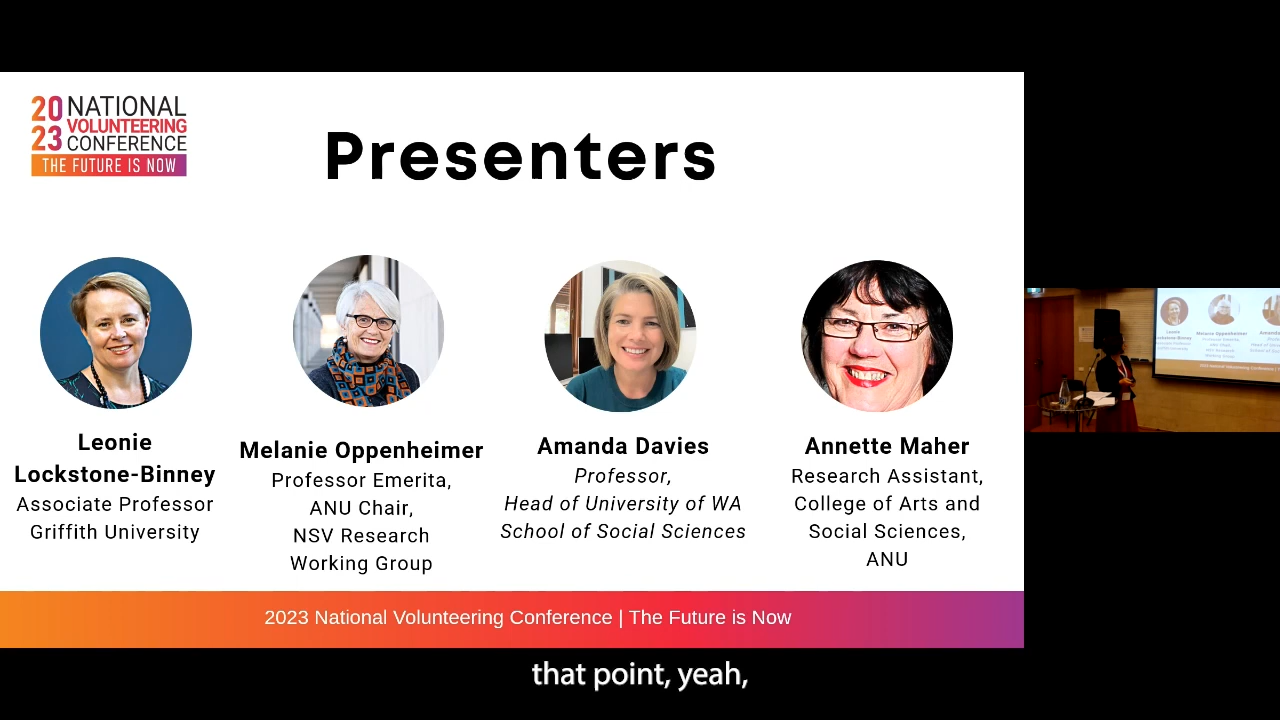 20 NATIONAL
VOLUNTEERING
23 CONFERENCE
THE FUTURE IS NOW
Presenters
Leonie
Lockstone-Binney
Associate Professor
Griffith University
Melanie Oppenheimer
Professor Emerita,
ANU Chair,
NSV Research
Working Group
Amanda Davies
Professor,
Head of University of WA
School of Social Sciences
Annette Maher
Research Assistant,
College of Arts and
Social Sciences,
ANU
2023 National Volunteering Conference | The Future is Now
that point, yeah,